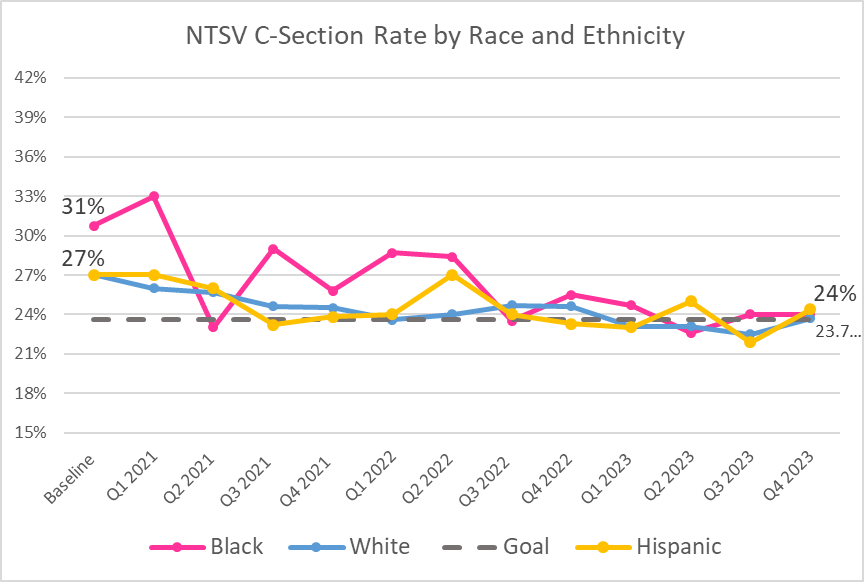 NTSV C-Section Rate by Race and Ethnicity
42%
39%
36%
33%
30%
27%
24%
21%
18%
15%
31%
27%
24%
23.7...
Baseline
Q1 2021
Q2 2021
Q3 2021
Q4 2021
Q1 2022
Q2 2022
Q3 2022
Q4 2022
Q1 2023
Q2 2023
Q3 2023
Q4 2023
Black
White
Goal
Hispanic